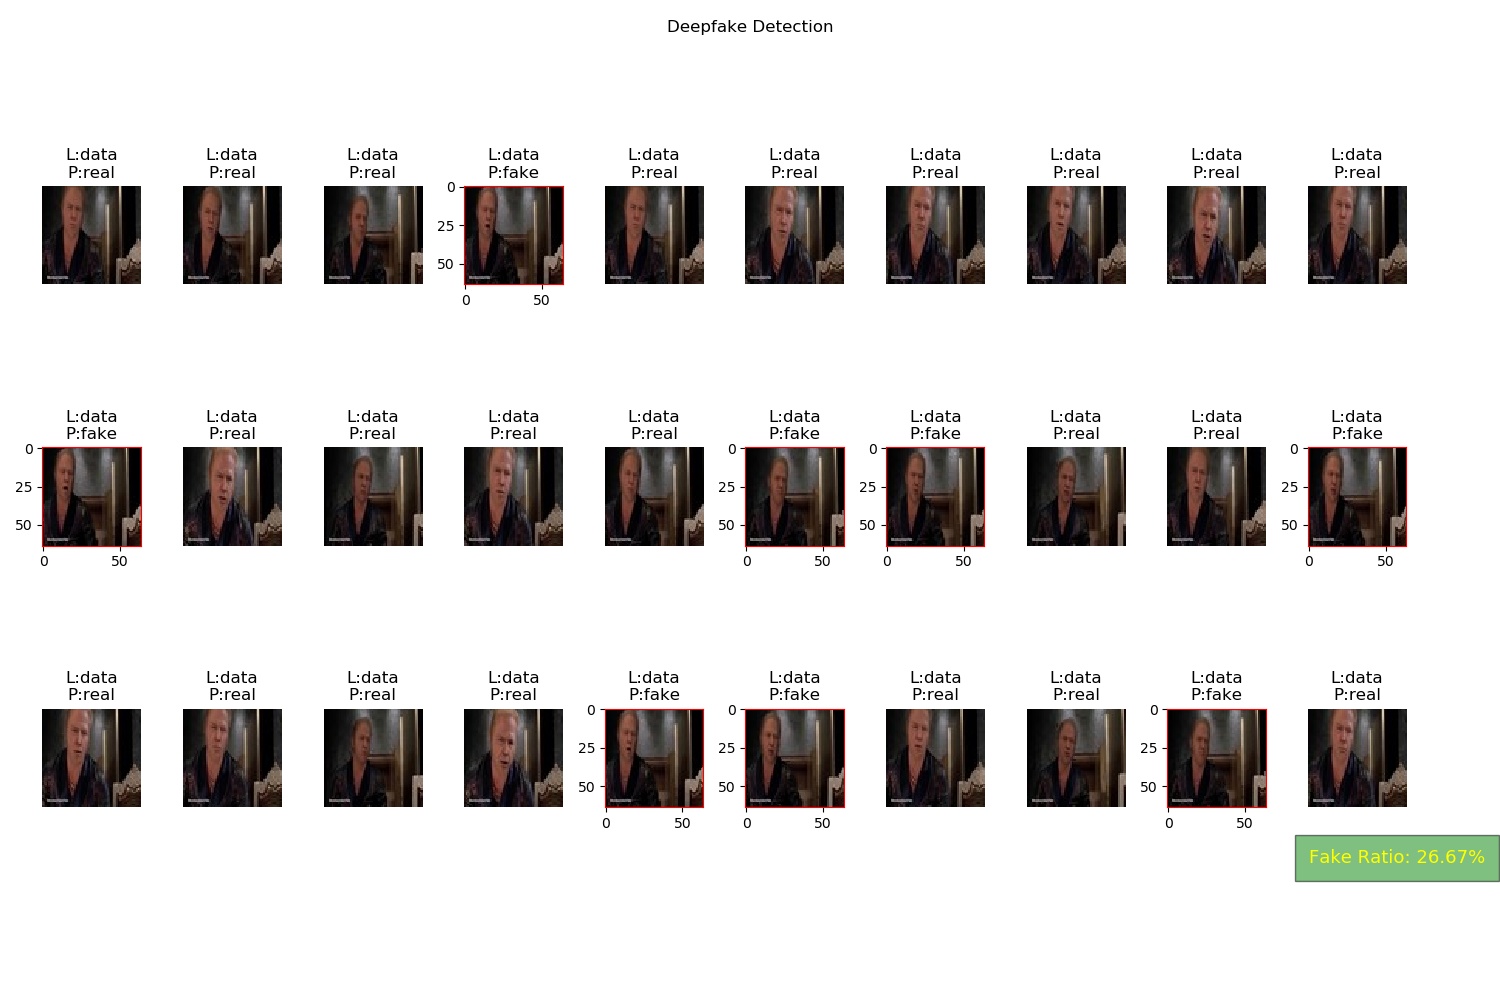 Deepfake Detection
L:data L:data L:data L:data L:data L:data L:data L:data L:data L:data
P:real P:real P:real P:fake P:real P:real P:real P:real P:real P:real
0
25
50
0 50
L:data L:data L:data L:data L:data L:data L:data L:data L:data L:data
P:fake P:real P:real P:real P:real P:fake P:fake P:real P:real P:fake
0 0 0 0
25 25 25 25
50 50 50 50
0 50 0 50 0 50 0 50
L:data L:data L:data L:data L:data L:data L:data L:data L:data L:data
P:real P:real P:real P:real P:fake P:fake P:real P:real P:fake P:real
0 0 0
25 25 25
50 50 50
0 50 0 50 0 50
Fake Ratio: 26.67%